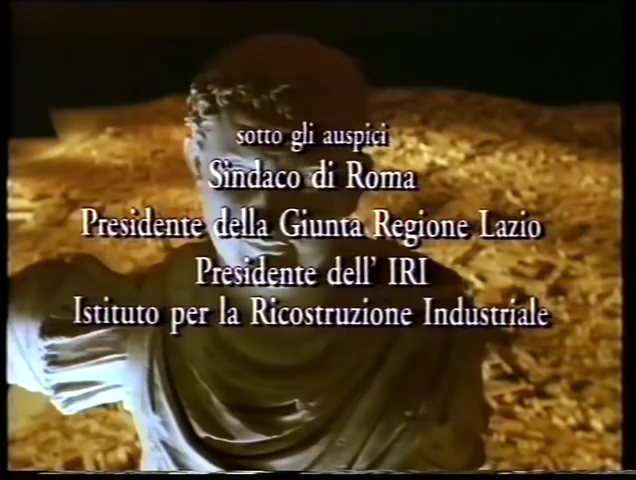 sotto gli auspici
Sindaco di Roma
Presidente della Giunta Regione Lazio
Presidente dell' IRI
Istituto per la Ricostruzione Industriale